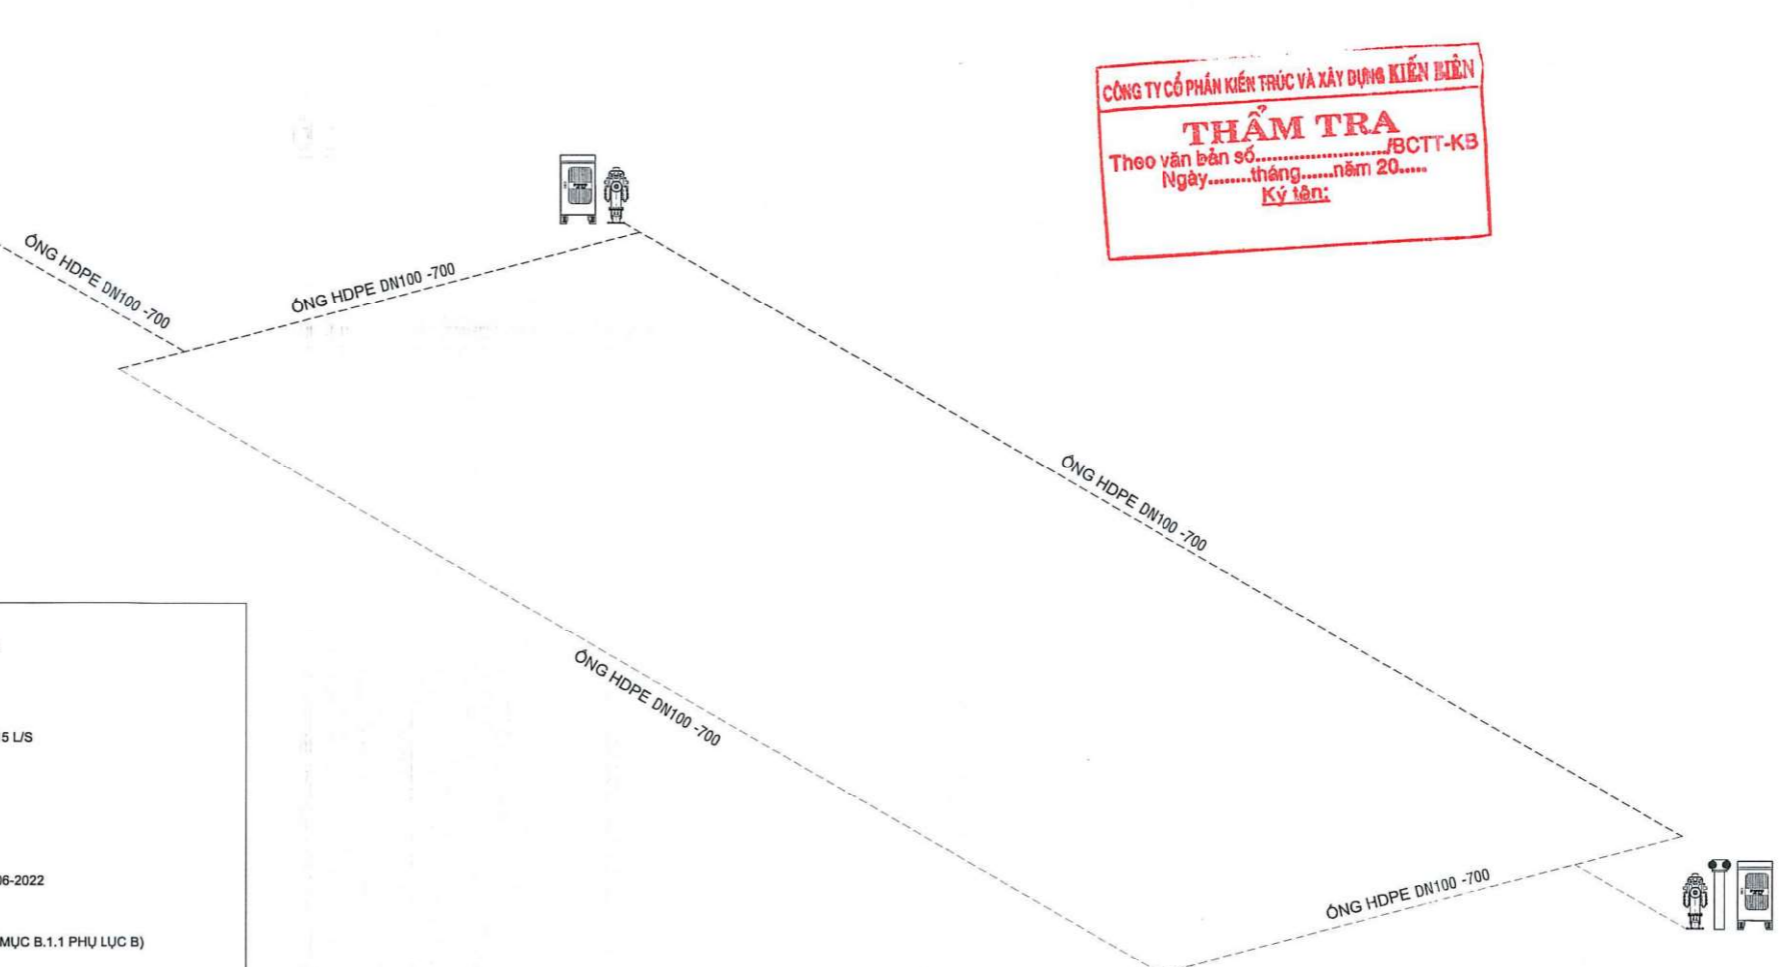 CÔNG TY CỔ PHẦN KIẾN TRÚC VÀ XÂY DỰNG KIẾN BIỂN
THẨM TRA
Theo văn bản số......................./BCTT-KB
Ngày........tháng......năm 20.....
Ký tên:
ỐNG HDPE DN100 -700
ỐNG HDPE DN100 -700
ỐNG HDPE DN100 -700
ỐNG HDPE DN100 -700
5 L/S
ỐNG HDPE DN100 -700
06-2022
MỤC B.1.1 PHỤ LỤC B)